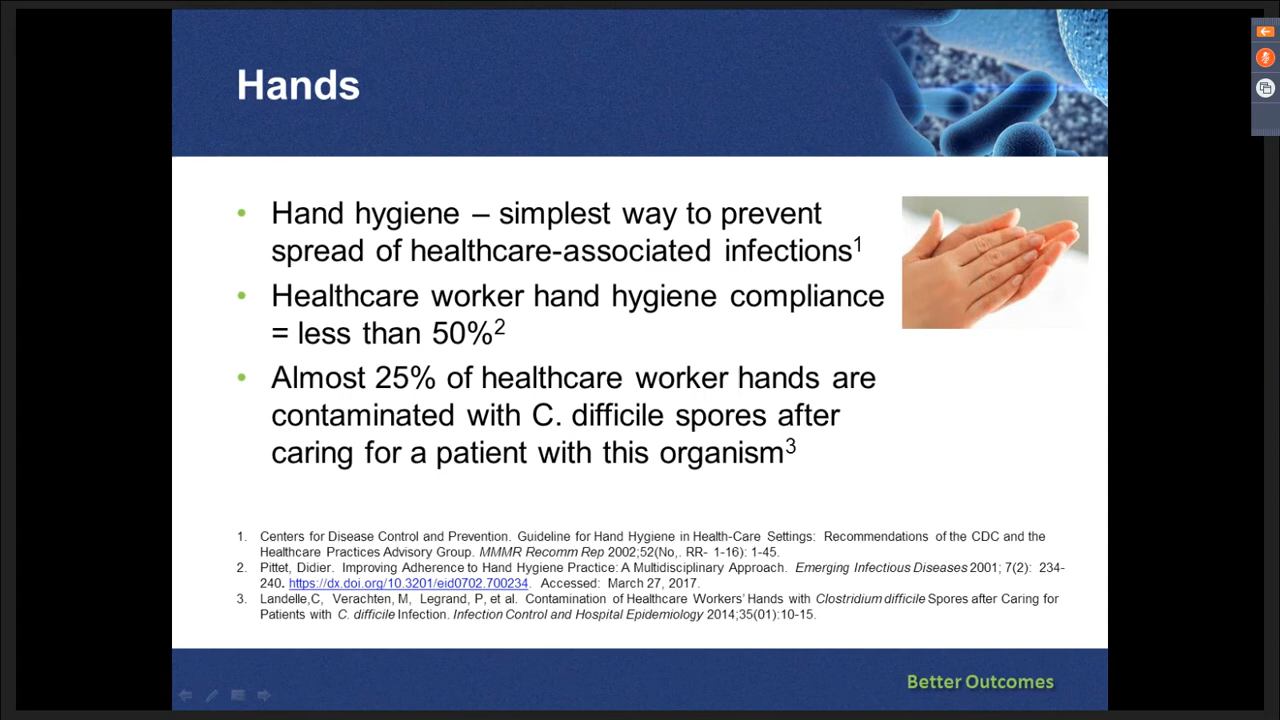 Hands
• Hand hygiene – simplest way to prevent
spread of healthcare-associated infections1
• Healthcare worker hand hygiene compliance
= less than 50%2
• Almost 25% of healthcare worker hands are
contaminated with C. difficile spores after
caring for a patient with this organism3
1. Centers for Disease Control and Prevention. Guideline for Hand Hygiene in Health-Care Settings: Recommendations of the CDC and the
Healthcare Practices Advisory Group. MMMR Recomm Rep 2002;52(No,. RR- 1-16): 1-45.
2. Pittet, Didier. Improving Adherence to Hand Hygiene Practice: A Multidisciplinary Approach. Emerging Infectious Diseases 2001; 7(2): 234-
240. https://dx.doi.org/10.3201/eid0702.700234. Accessed: March 27, 2017.
3. Landelle,C, Verachten, M, Legrand, P, et al. Contamination of Healthcare Workers' Hands with Clostridium difficile Spores after Caring for
Patients with C. difficile Infection. Infection Control and Hospital Epidemiology 2014;35(01):10-15.
Better Outcomes